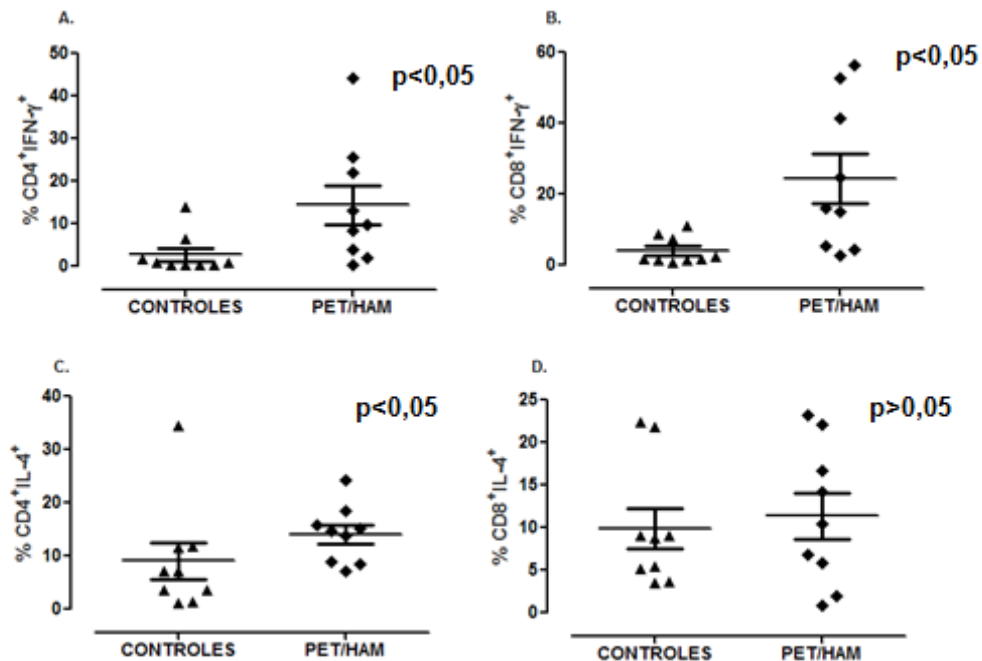 A.
p<0,05
% CD4⁺IFN-γ⁺
50
40
30
20
10
0
CONTROLES PET/HAM
B.
p<0,05
% CD8⁺IFN-γ⁺
60
40
20
0
CONTROLES PET/HAM
C.
p<0,05
% CD4⁺IL-4⁺
40
30
20
10
0
CONTROLES PET/HAM
D.
p>0,05
% CD8⁺IL-4⁺
25
20
15
10
5
0
CONTROLES PET/HAM